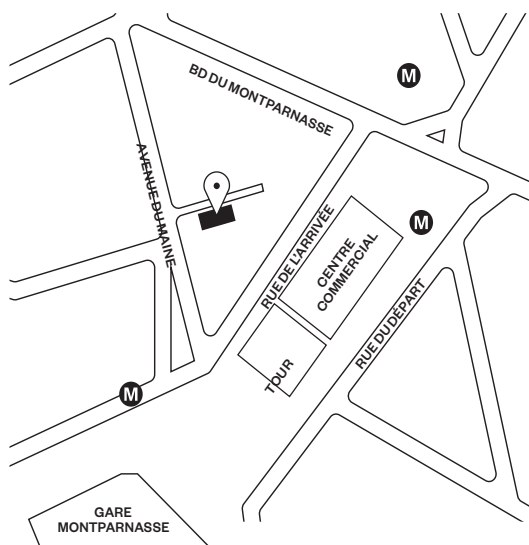 M
BD DU MONTPARNASSE
AVENUE DU MAINE
M
RUE DE L'ARRIVÉE
CENTRE
COMMERCIAL
RUE DU DÉPART
TOUR
M
GARE
MONTPARNASSE